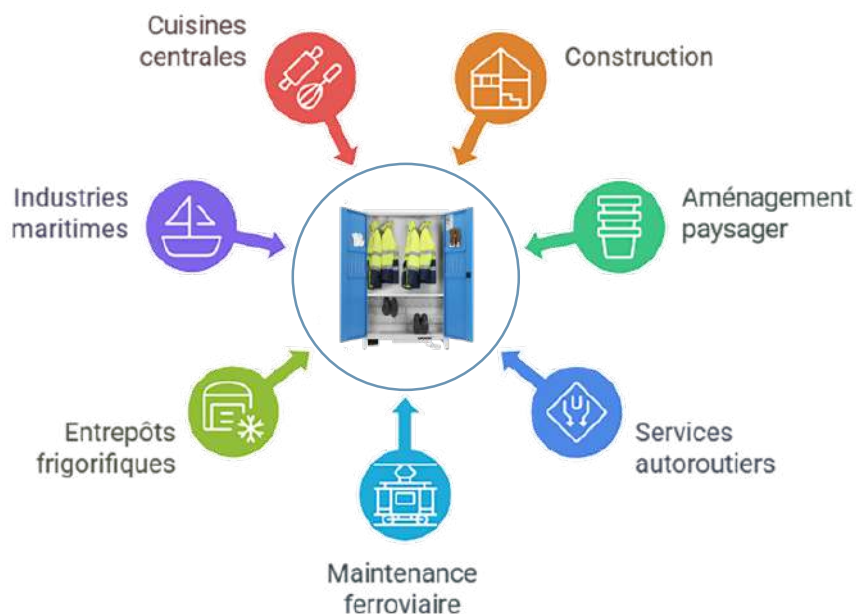 Cuisines
centrales
Construction
Industries
maritimes
Aménagement
paysager
Entrepôts
frigorifiques
Services
autoroutiers
Maintenance
ferroviaire